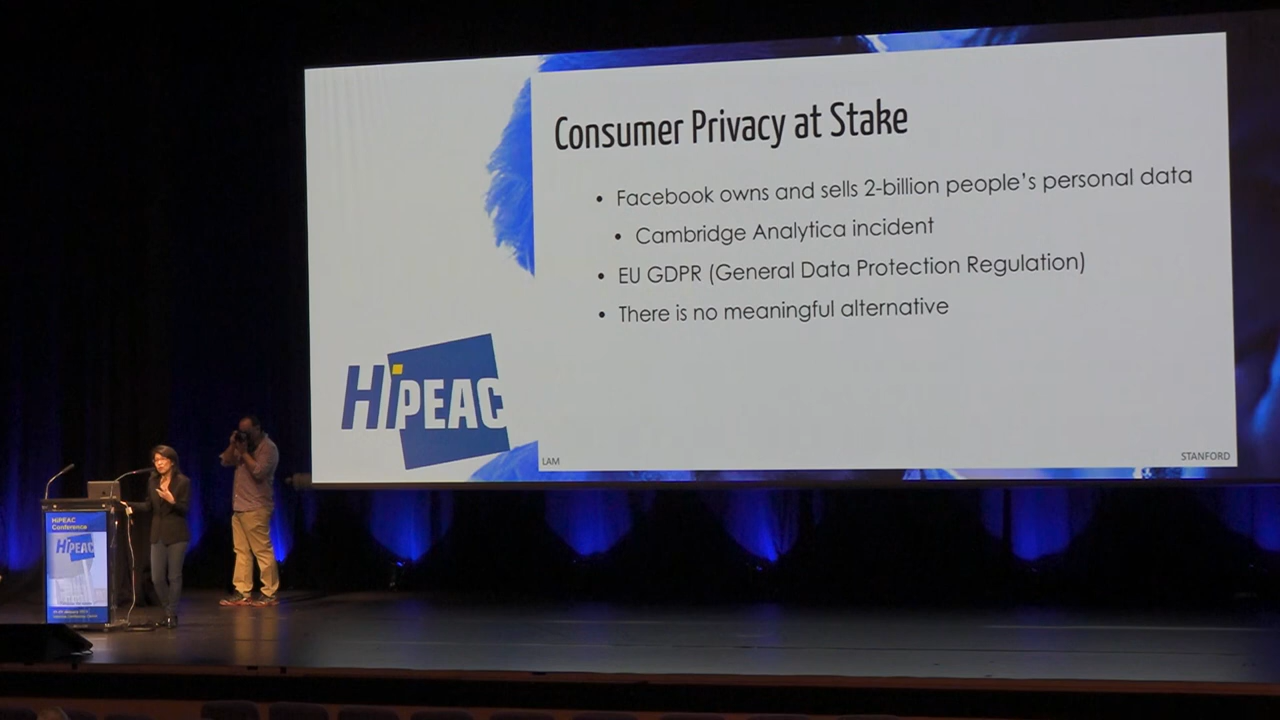 Consumer Privacy at Stake
• Facebook owns and sells 2-billion people's personal data
• Cambridge Analytica incident
• EU GDPR (General Data Protection Regulation)
• There is no meaningful alternative
HiPEAC
LAM
STANFORD
HiPEAC
Conference
HiPEAC